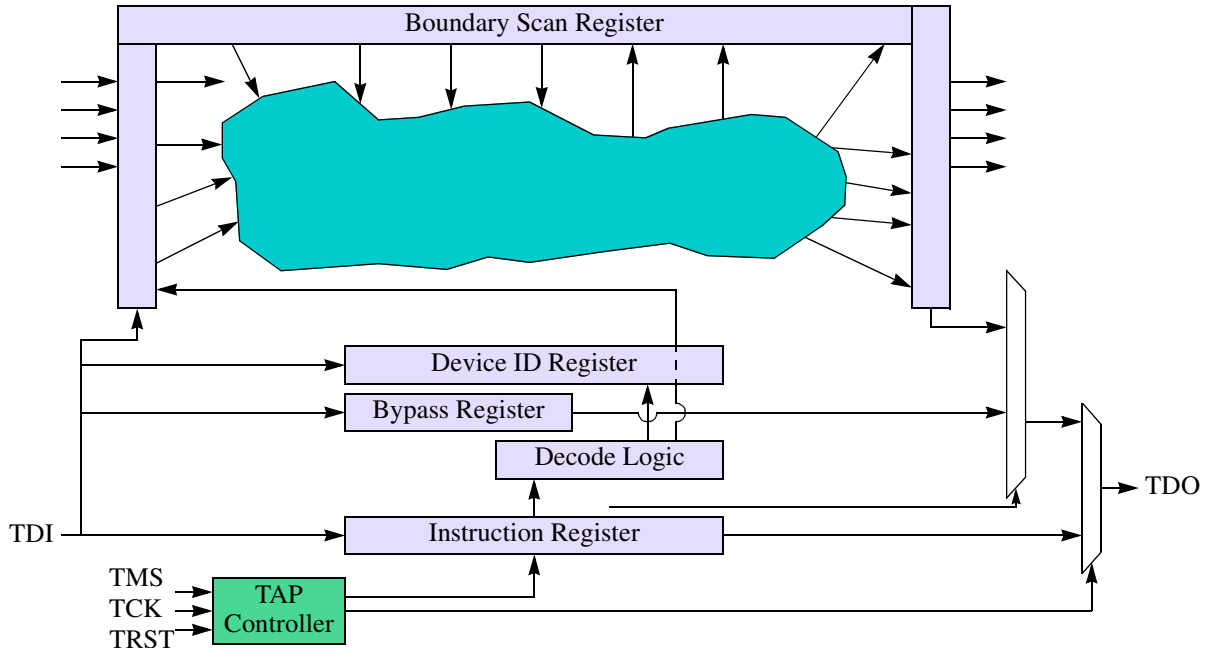 Boundary Scan Register
Device ID Register
Bypass Register
Decode Logic
TDO
TDI
Instruction Register
TMS
TCK
TRST
TAP
Controller